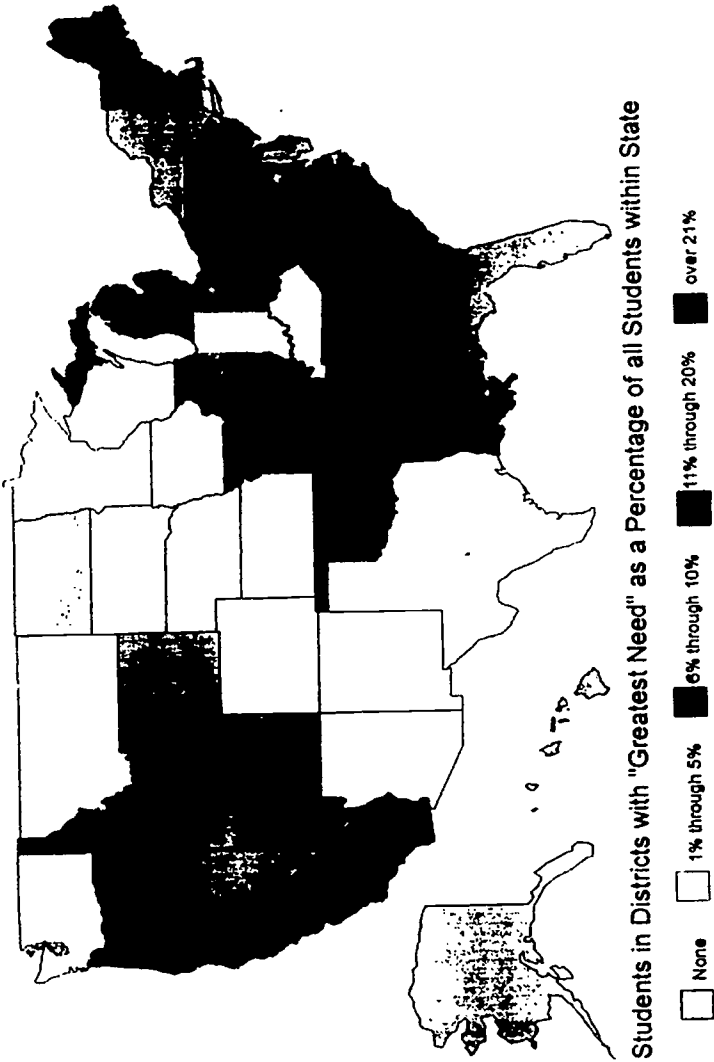 Students in Districts with "Greatest Need" as a Percentage of all Students within State
None
1% through 5%
6% through 10%
11% through 20%
over 21%